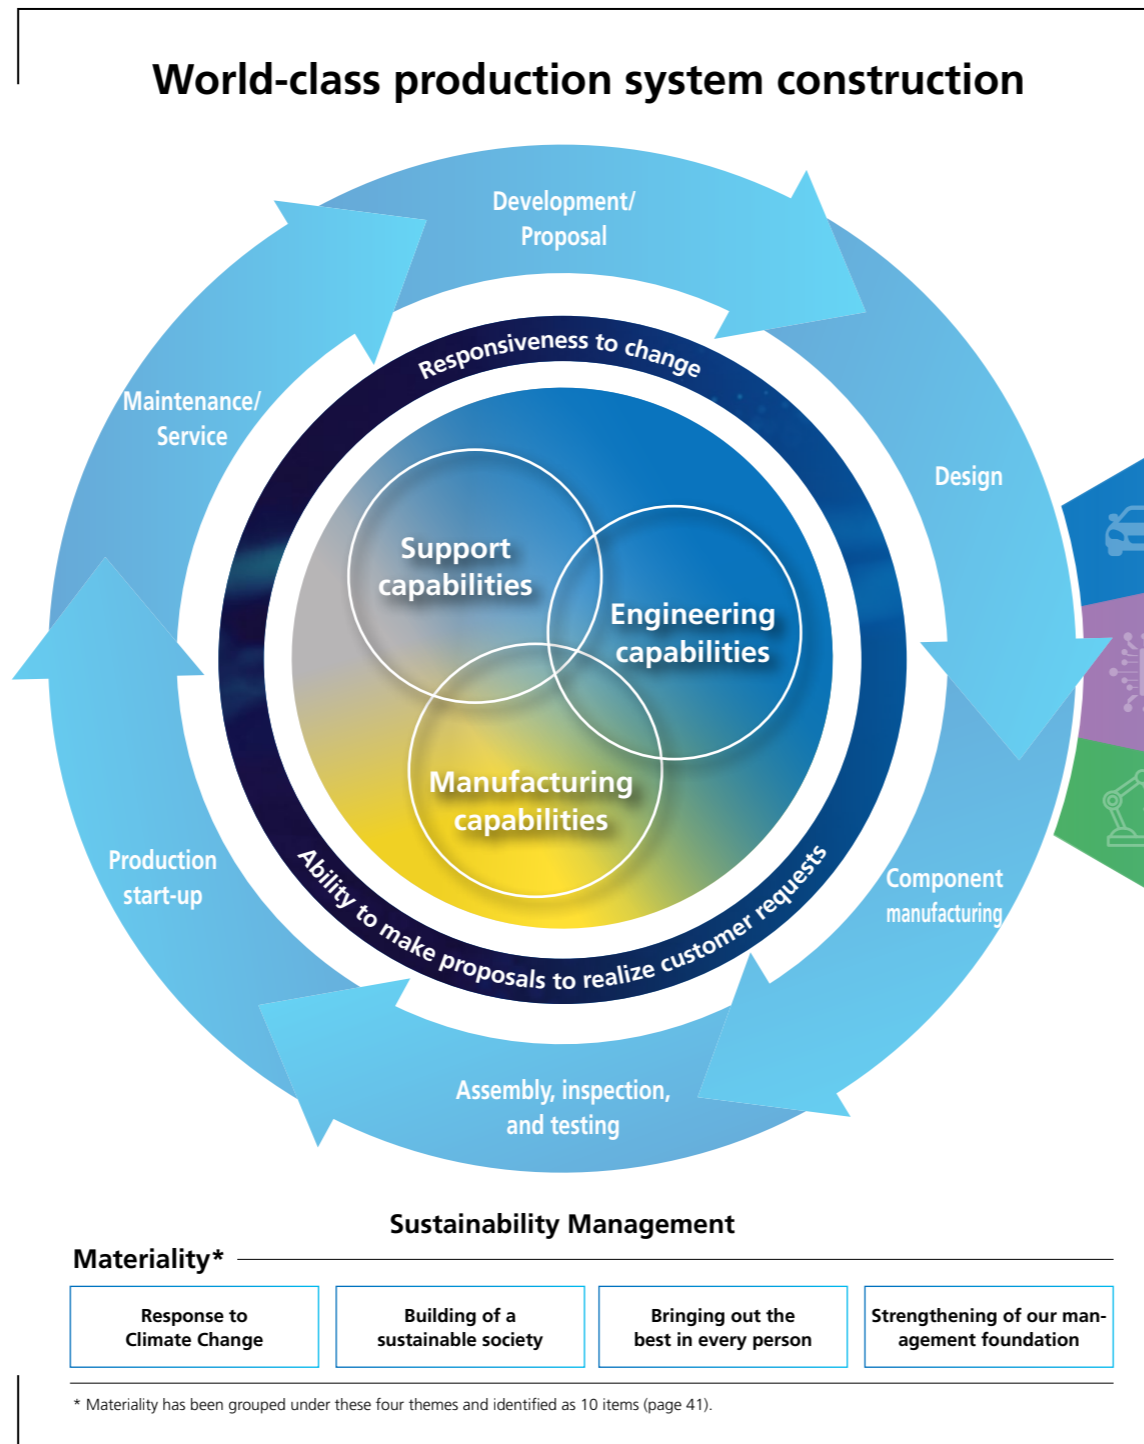 World-class production system construction
Development/
Proposal
Design
Component
manufacturing
Assembly, inspection,
and testing
Production
start-up
Maintenance/
Service
Responsiveness to change
Ability to make proposals to realize customer requests
Support
capabilities
Engineering
capabilities
Manufacturing
capabilities
Sustainability Management
Materiality*
Response to
Climate Change
Building of a
sustainable society
Bringing out the
best in every person
Strengthening of our man-
agement foundation
* Materiality has been grouped under these four themes and identified as 10 items (page 41).